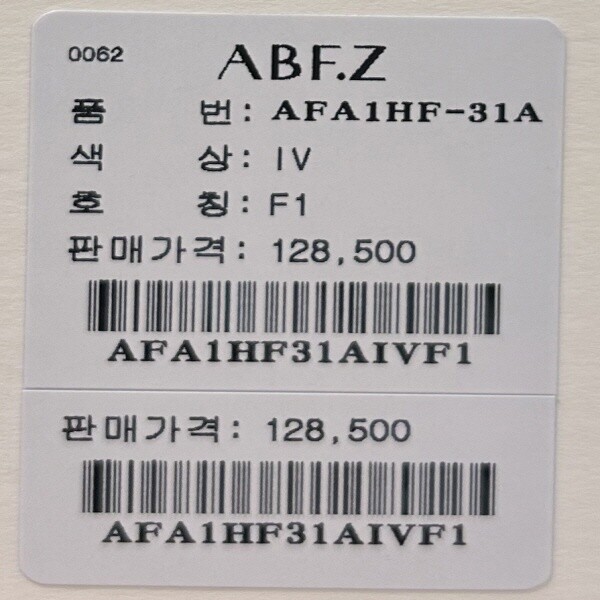 0062 ABF.Z
품 번: AFA1HF-31A
색 상: IV
호 칭: F1
판매가격: 128,500
AFA1HF31AIVF1
판매가격: 128,500
AFA1HF31AIVF1